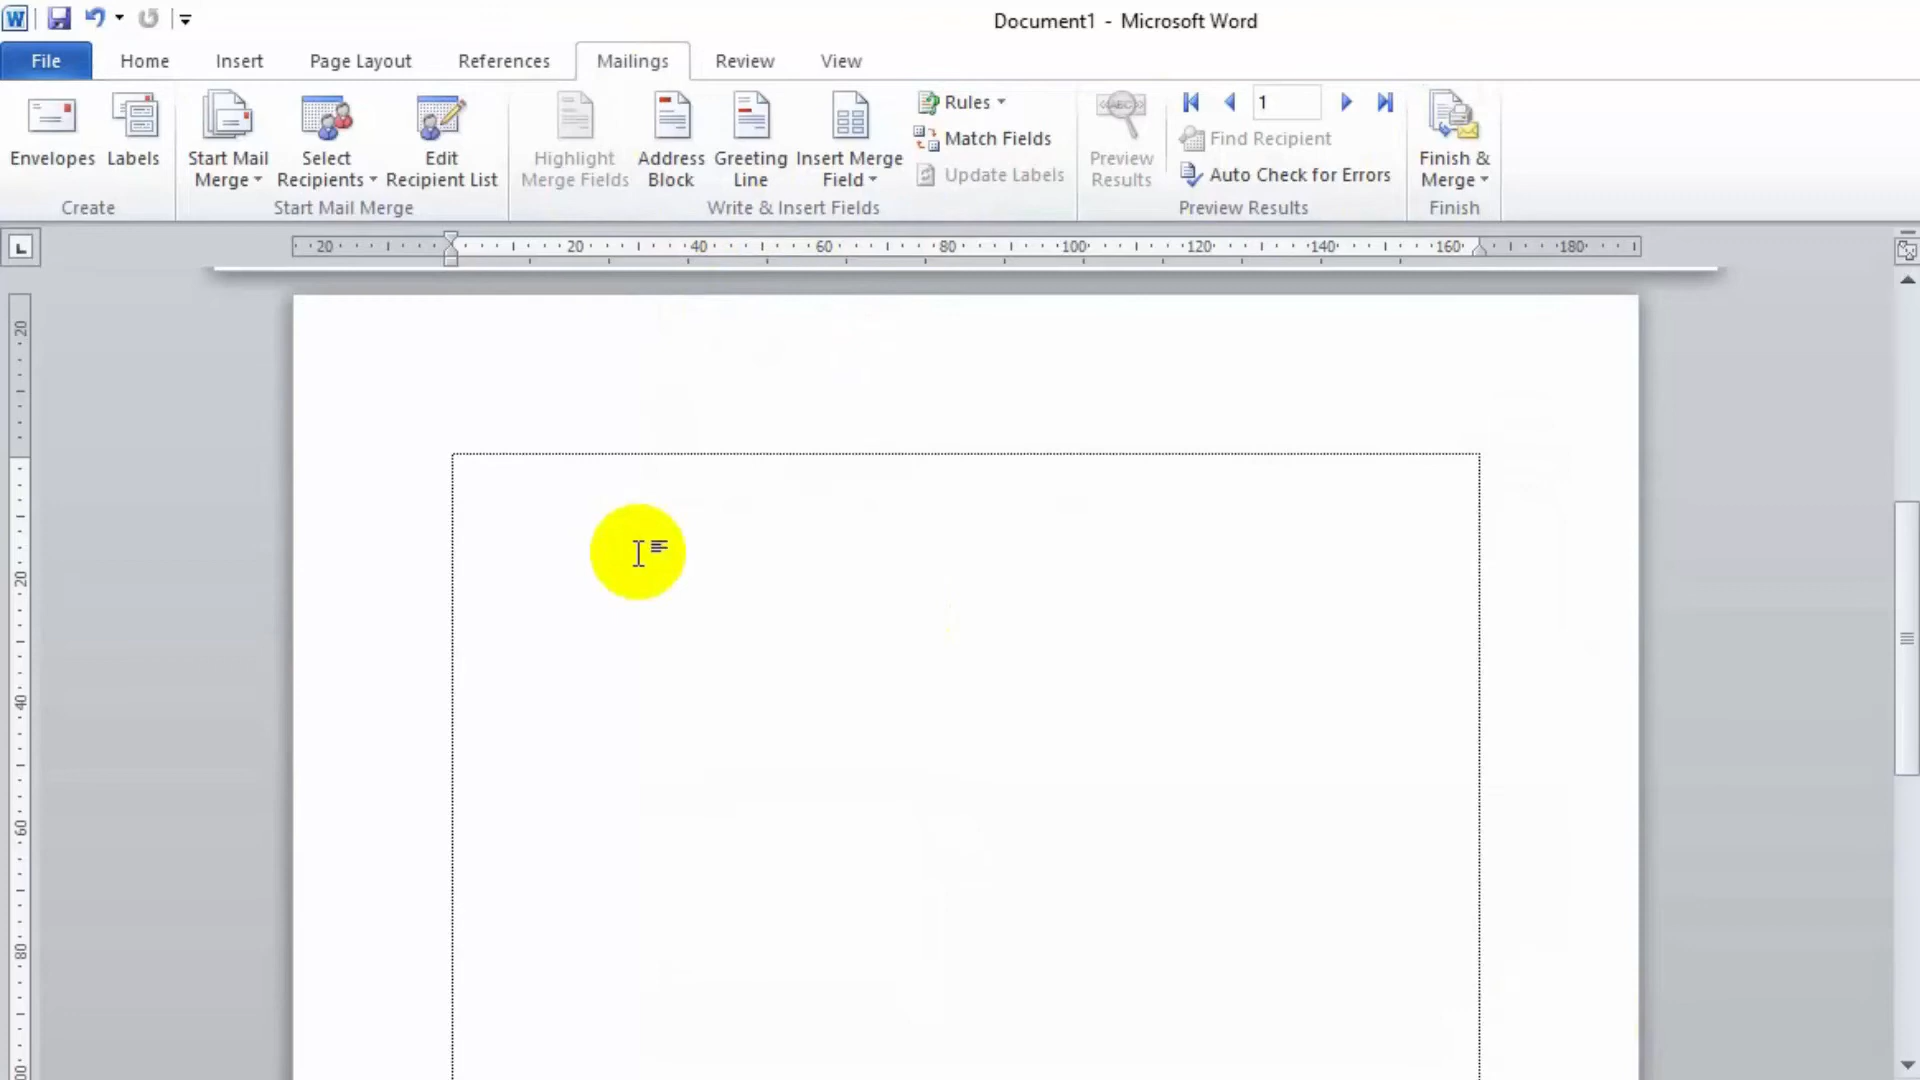 Document1 - Microsoft Word
File Home Insert Page Layout References Mailings Review View
Envelopes Labels
Create
Start Mail
Merge
Select
Recipients
Edit
Recipient List
Start Mail Merge
Highlight
Merge Fields
Address
Block
Greeting
Line
Insert Merge
Field
Rules
Match Fields
Update Labels
Write & Insert Fields
«ABC»
Preview
Results
1
Find Recipient
Auto Check for Errors
Preview Results
Finish &
Merge
Finish
L
20 20 40 60 80 100 120 140 160 180
20
20
40
60
80